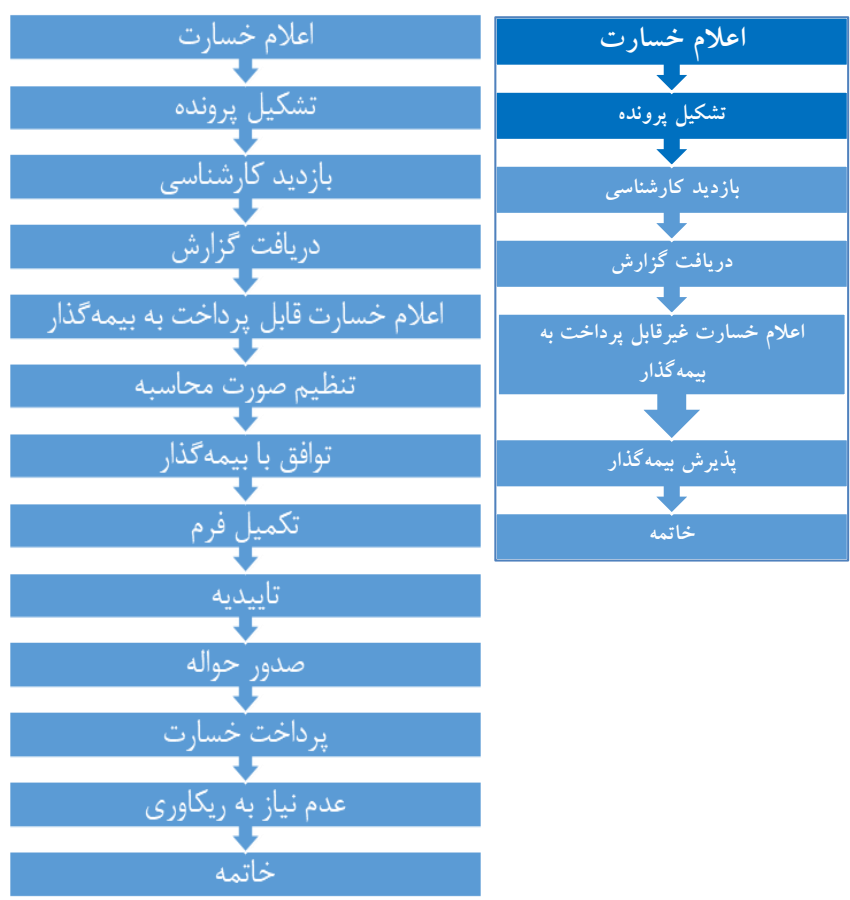 اعلام خسارت
تشکیل پرونده
بازدید کارشناسی
دریافت گزارش
اعلام خسارت غیرقابل پرداخت به
بیمه‌گذار
پذیرش بیمه‌گذار
خاتمه
اعلام خسارت
تشکیل پرونده
بازدید کارشناسی
دریافت گزارش
اعلام خسارت قابل پرداخت به بیمه‌گذار
تنظیم صورت محاسبه
توافق با بیمه‌گذار
تکمیل فرم
تاییدیه
صدور حواله
پرداخت خسارت
عدم نیاز به ریکاوری
خاتمه